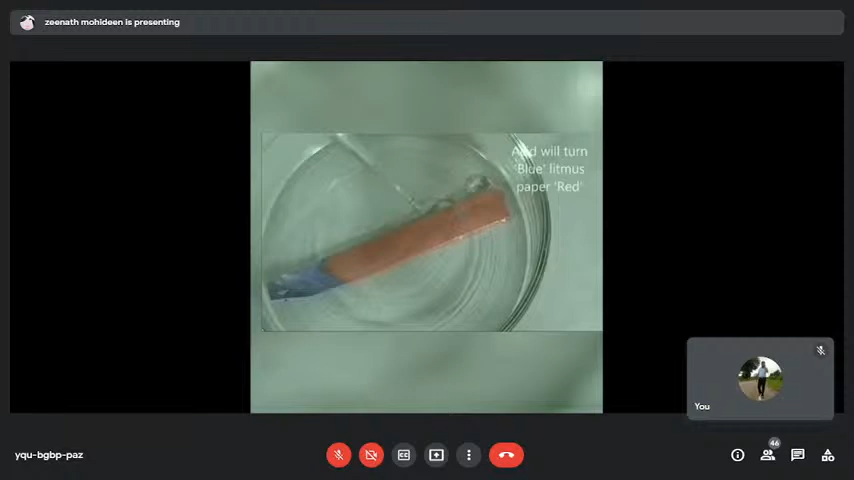 zeenath mohideen is presenting
Acid will turn
'Blue' litmus
paper 'Red'
You
46
yqu-bgbp-paz